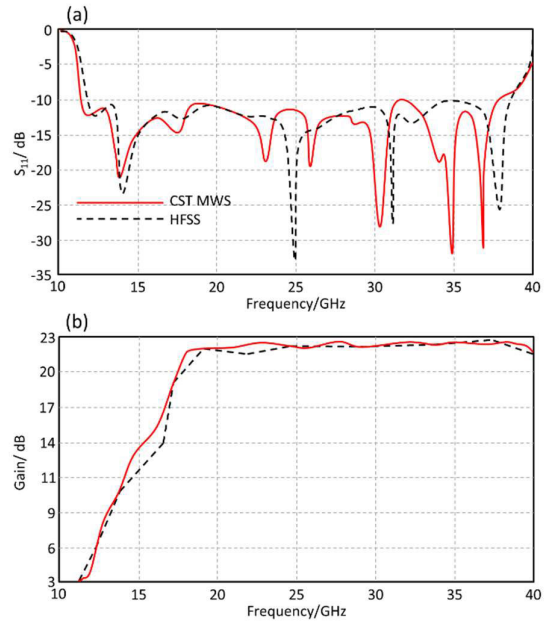 (a)
0
-5
-10
-15
-20
-25
-30
-35
S11/ dB
CST MWS
HFSS
10 15 20 25 30 35 40
Frequency/GHz
(b)
23
20
17
14
11
9
6
3
Gain/ dB
10 15 20 25 30 35 40
Frequency/GHz